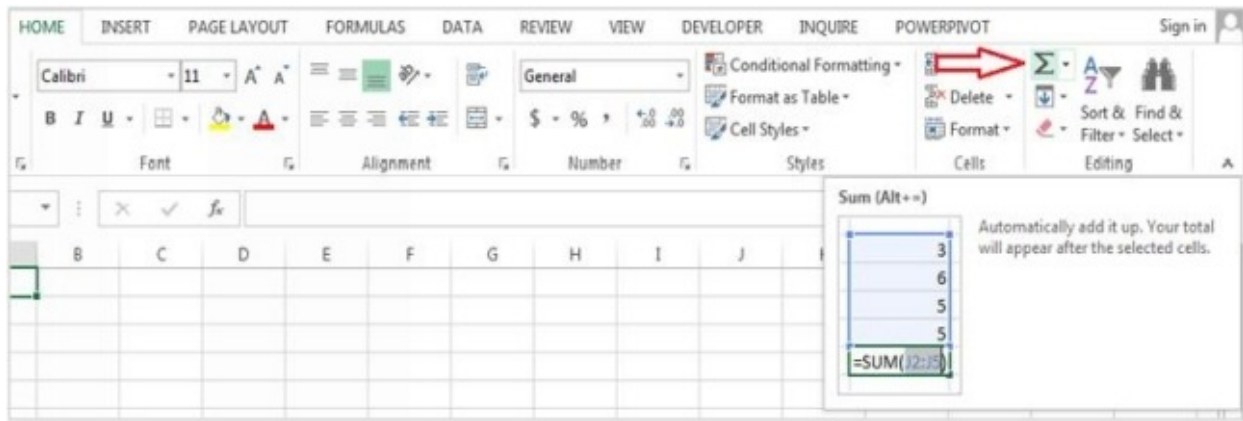 HOME INSERT PAGE LAYOUT FORMULAS DATA REVIEW VIEW DEVELOPER INQUIRE POWERPIVOT Sign in
Calibri 11 A A General Conditional Formatting Σ A Z
Format as Table Delete Sort & Find &
B I U A $ % , .00 .0 Cell Styles Format Filter Select
Font Alignment Number Styles Cells Editing
fx
B C D E F G H I J
Sum (Alt+=)
Automatically add it up. Your total
will appear after the selected cells.
3
6
5
5
=SUM(J2:J5)